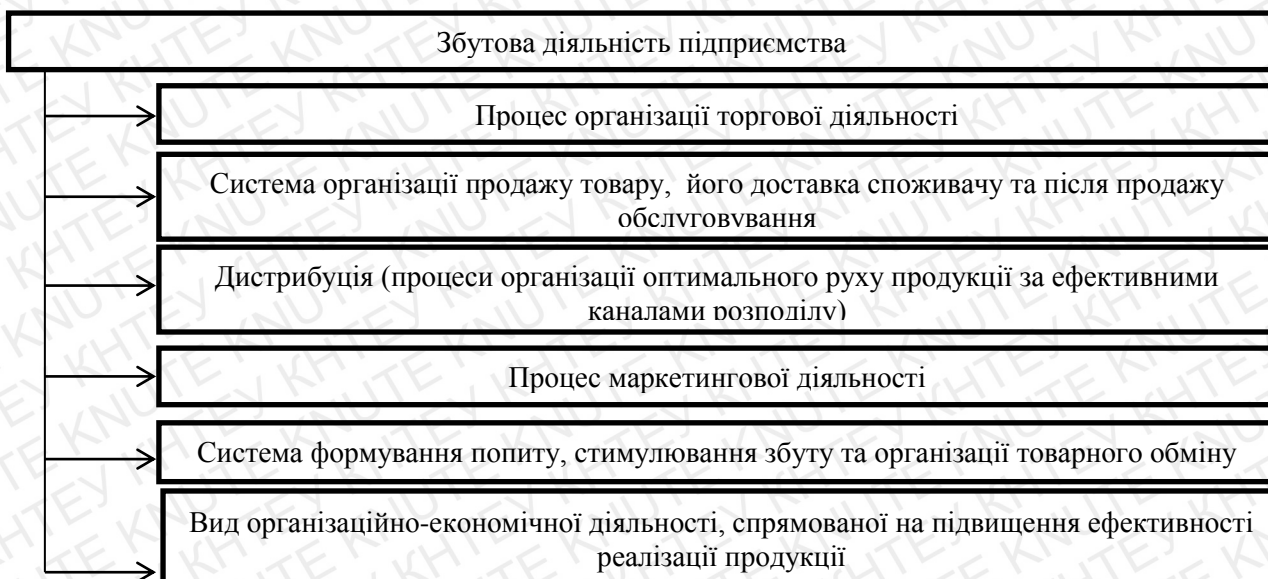 Збутова діяльність підприємства
Процес організації торгової діяльності
Система організації продажу товару, його доставка споживачу та після продажу
обслуговування
Дистрибуція (процеси організації оптимального руху продукції за ефективними
каналами розподілу)
Процес маркетингової діяльності
Система формування попиту, стимулювання збуту та організації товарного обміну
Вид організаційно-економічної діяльності, спрямованої на підвищення ефективності
реалізації продукції